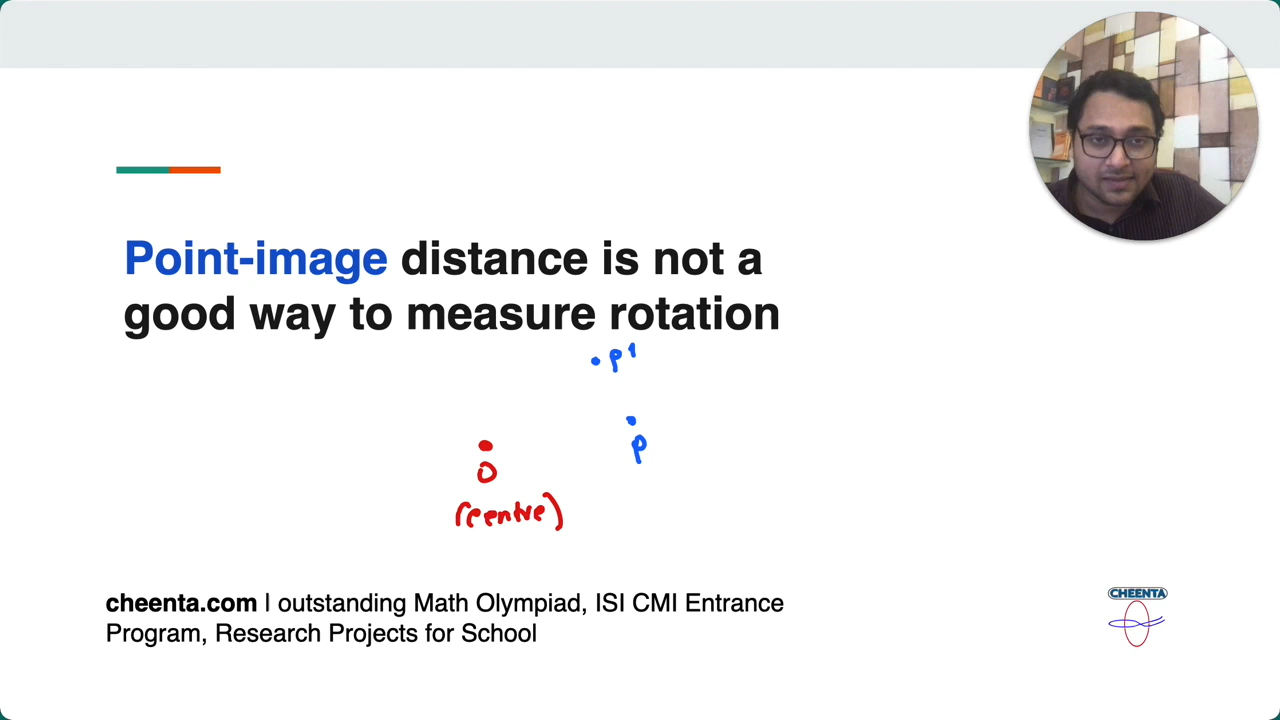 Point-image distance is not a
good way to measure rotation
P'
P
O
(centre)
cheenta.com | outstanding Math Olympiad, ISI CMI Entrance
Program, Research Projects for School
CHEENTA